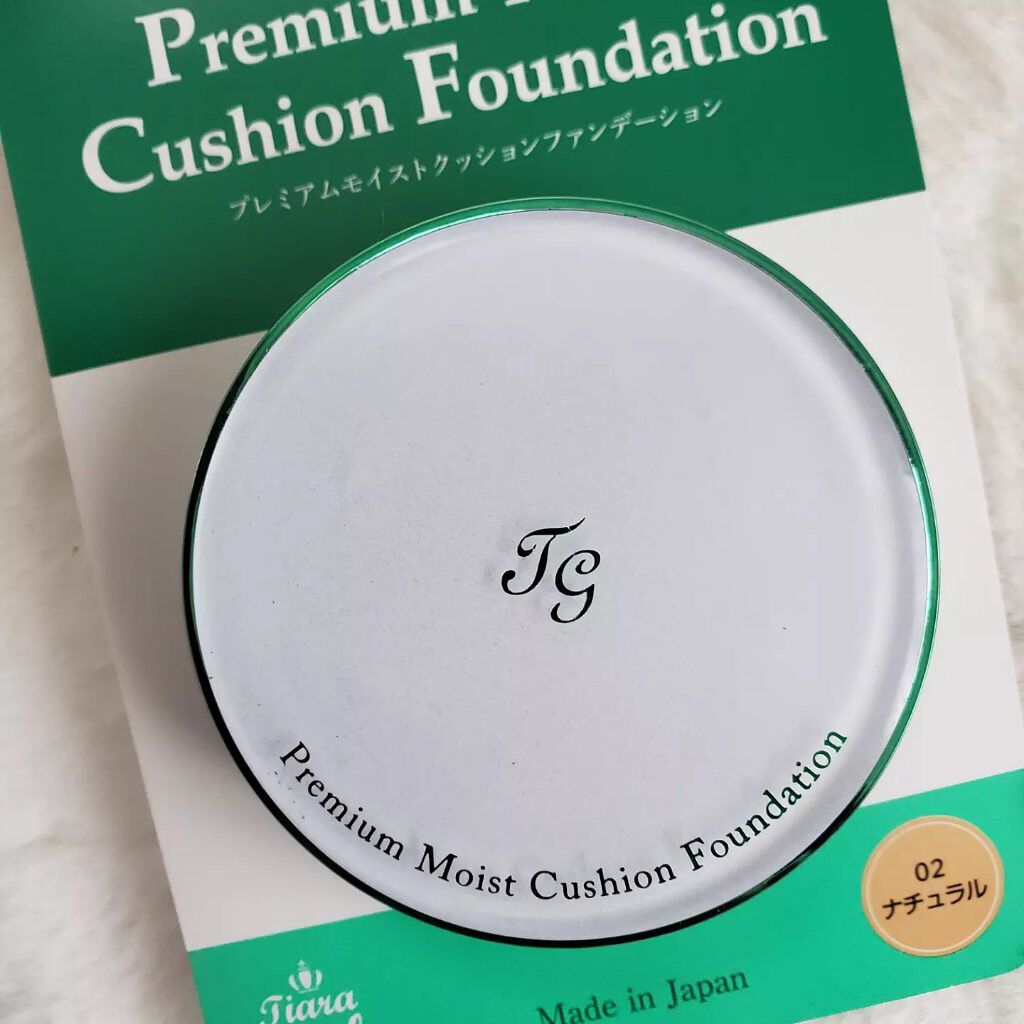 Premium
Cushion Foundation
プレミアムモイストクッションファンデーション
TG
Premium Moist Cushion Foundation
02
ナチュラル
Tiara
Made in Japan